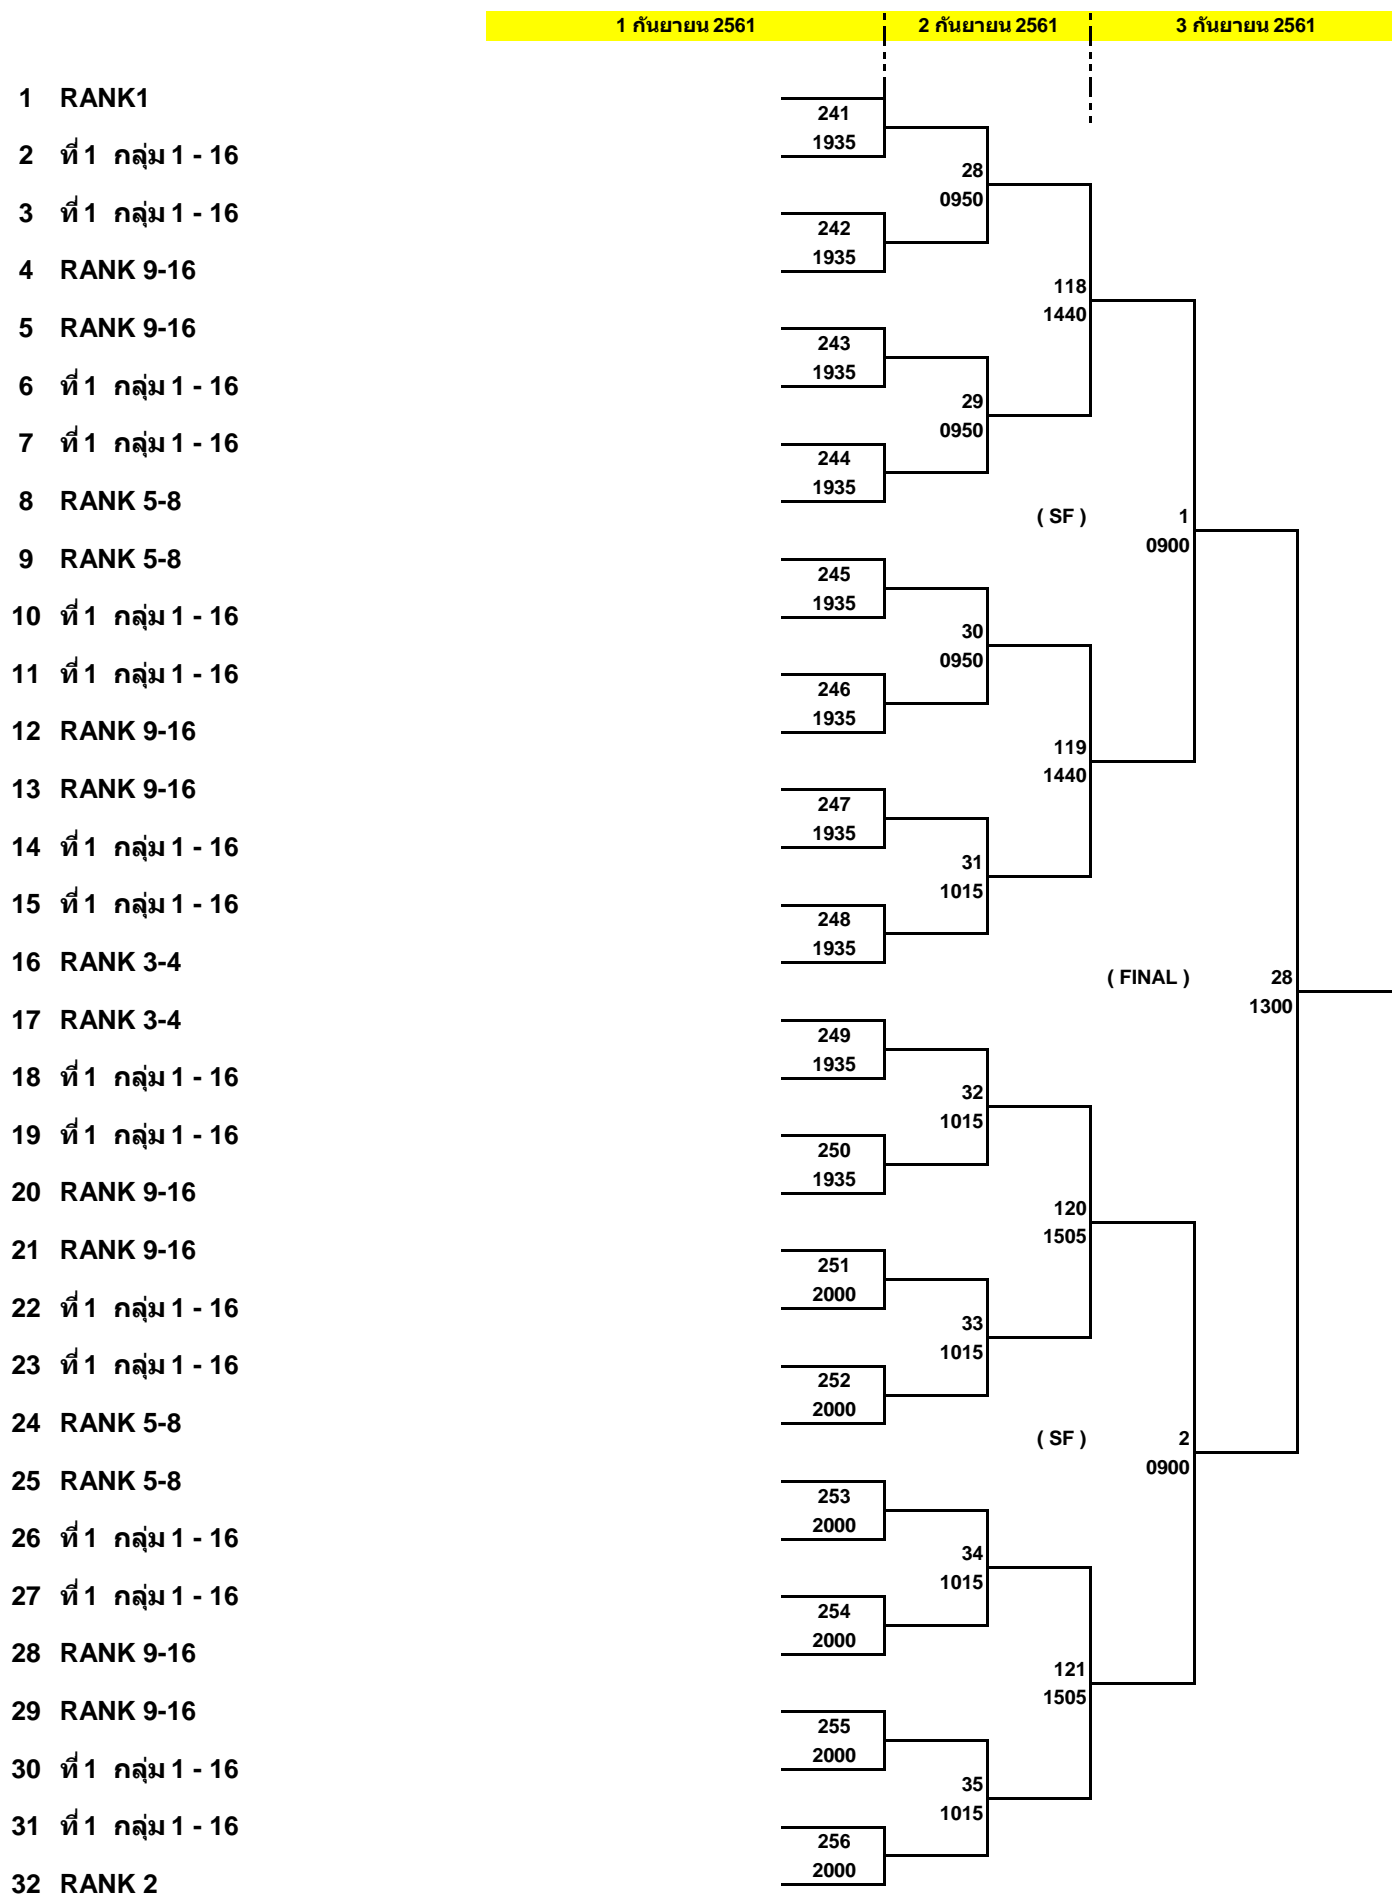 1 กันยายน 2561 2 กันยายน 2561 3 กันยายน 2561
1 RANK1
241
1935
2 ที่ 1 กลุ่ม 1 - 16
28
0950
3 ที่ 1 กลุ่ม 1 - 16
242
1935
4 RANK 9-16
118
1440
5 RANK 9-16
243
1935
6 ที่ 1 กลุ่ม 1 - 16
29
0950
7 ที่ 1 กลุ่ม 1 - 16
244
1935
8 RANK 5-8
( SF ) 1
0900
9 RANK 5-8
245
1935
10 ที่ 1 กลุ่ม 1 - 16
30
0950
11 ที่ 1 กลุ่ม 1 - 16
246
1935
12 RANK 9-16
119
1440
13 RANK 9-16
247
1935
14 ที่ 1 กลุ่ม 1 - 16
31
1015
15 ที่ 1 กลุ่ม 1 - 16
248
1935
16 RANK 3-4
( FINAL ) 28
1300
17 RANK 3-4
249
1935
18 ที่ 1 กลุ่ม 1 - 16
32
1015
19 ที่ 1 กลุ่ม 1 - 16
250
1935
20 RANK 9-16
120
1505
21 RANK 9-16
251
2000
22 ที่ 1 กลุ่ม 1 - 16
33
1015
23 ที่ 1 กลุ่ม 1 - 16
252
2000
24 RANK 5-8
( SF ) 2
0900
25 RANK 5-8
253
2000
26 ที่ 1 กลุ่ม 1 - 16
34
1015
27 ที่ 1 กลุ่ม 1 - 16
254
2000
28 RANK 9-16
121
1505
29 RANK 9-16
255
2000
30 ที่ 1 กลุ่ม 1 - 16
35
1015
31 ที่ 1 กลุ่ม 1 - 16
256
2000
32 RANK 2